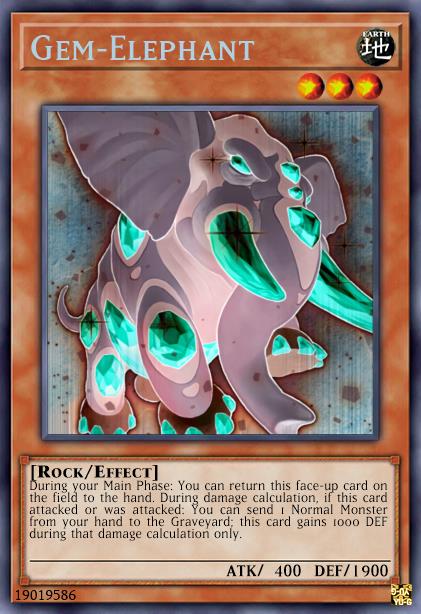 GEM-ELEPHANT
EARTH
地
[ROCK/EFFECT]
During your Main Phase: You can return this face-up card on
the field to the hand. During damage calculation, if this card
attacked or was attacked: You can send 1 Normal Monster
from your hand to the Graveyard; this card gains 1000 DEF
during that damage calculation only.
ATK/ 400 DEF/1900
19019586